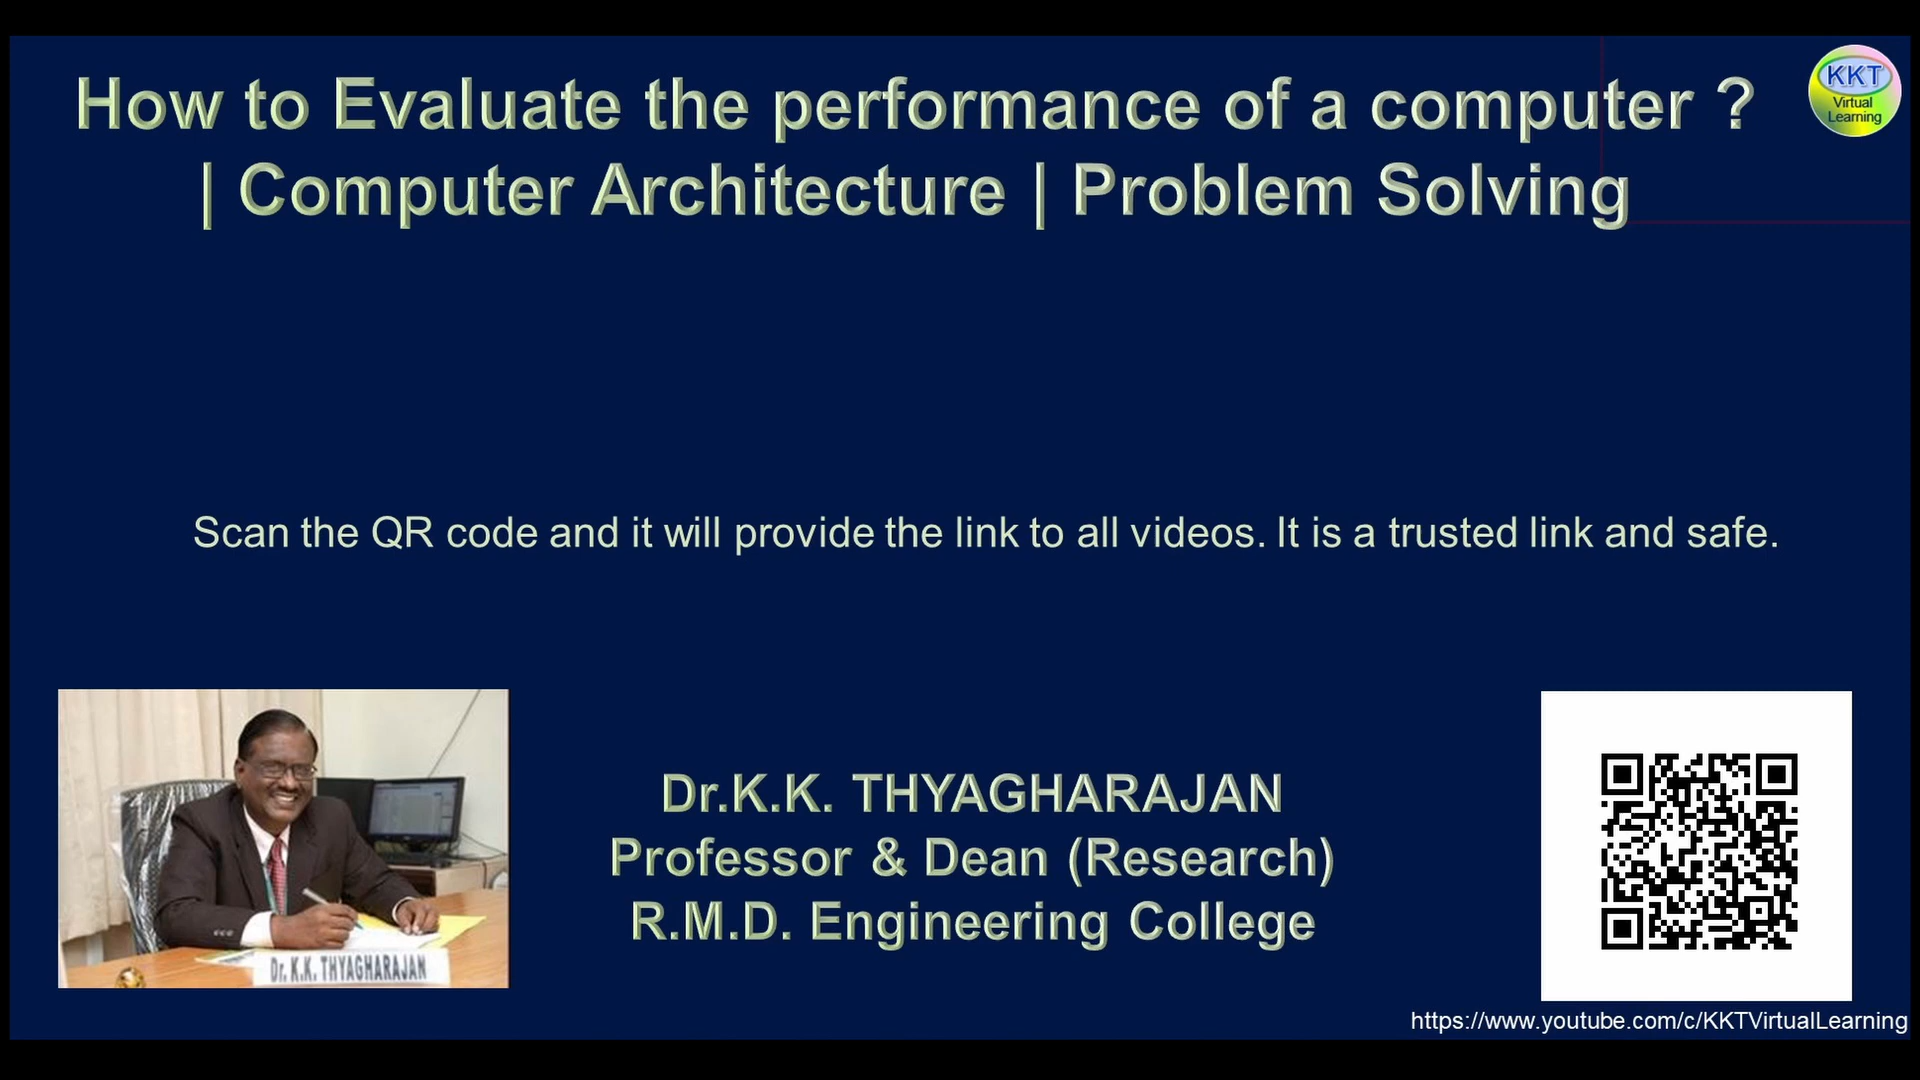 How to Evaluate the performance of a computer ?
| Computer Architecture | Problem Solving
KKT
Virtual
Learning
Scan the QR code and it will provide the link to all videos. It is a trusted link and safe.
Dr.K.K. THYAGHARAJAN
Professor & Dean (Research)
R.M.D. Engineering College
Dr. K.K. THYAGHARAJAN
https://www.youtube.com/c/KKTVirtualLearning